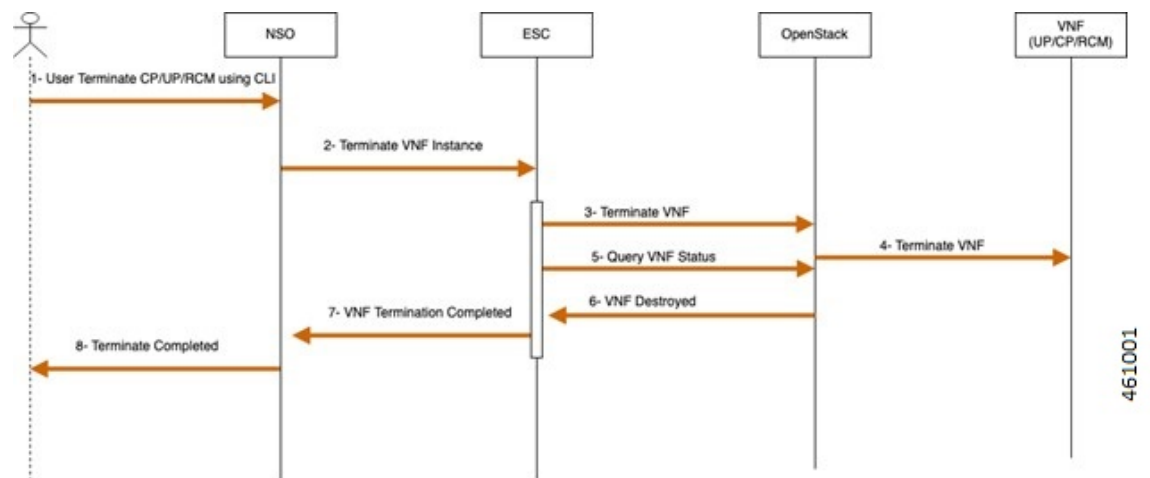 NSO
ESC
OpenStack
VNF
(UP/CP/RCM)
1- User Terminate CP/UP/RCM using CLI
2- Terminate VNF Instance
3- Terminate VNF
4- Terminate VNF
5- Query VNF Status
6- VNF Destroyed
7- VNF Termination Completed
8- Terminate Completed
461001